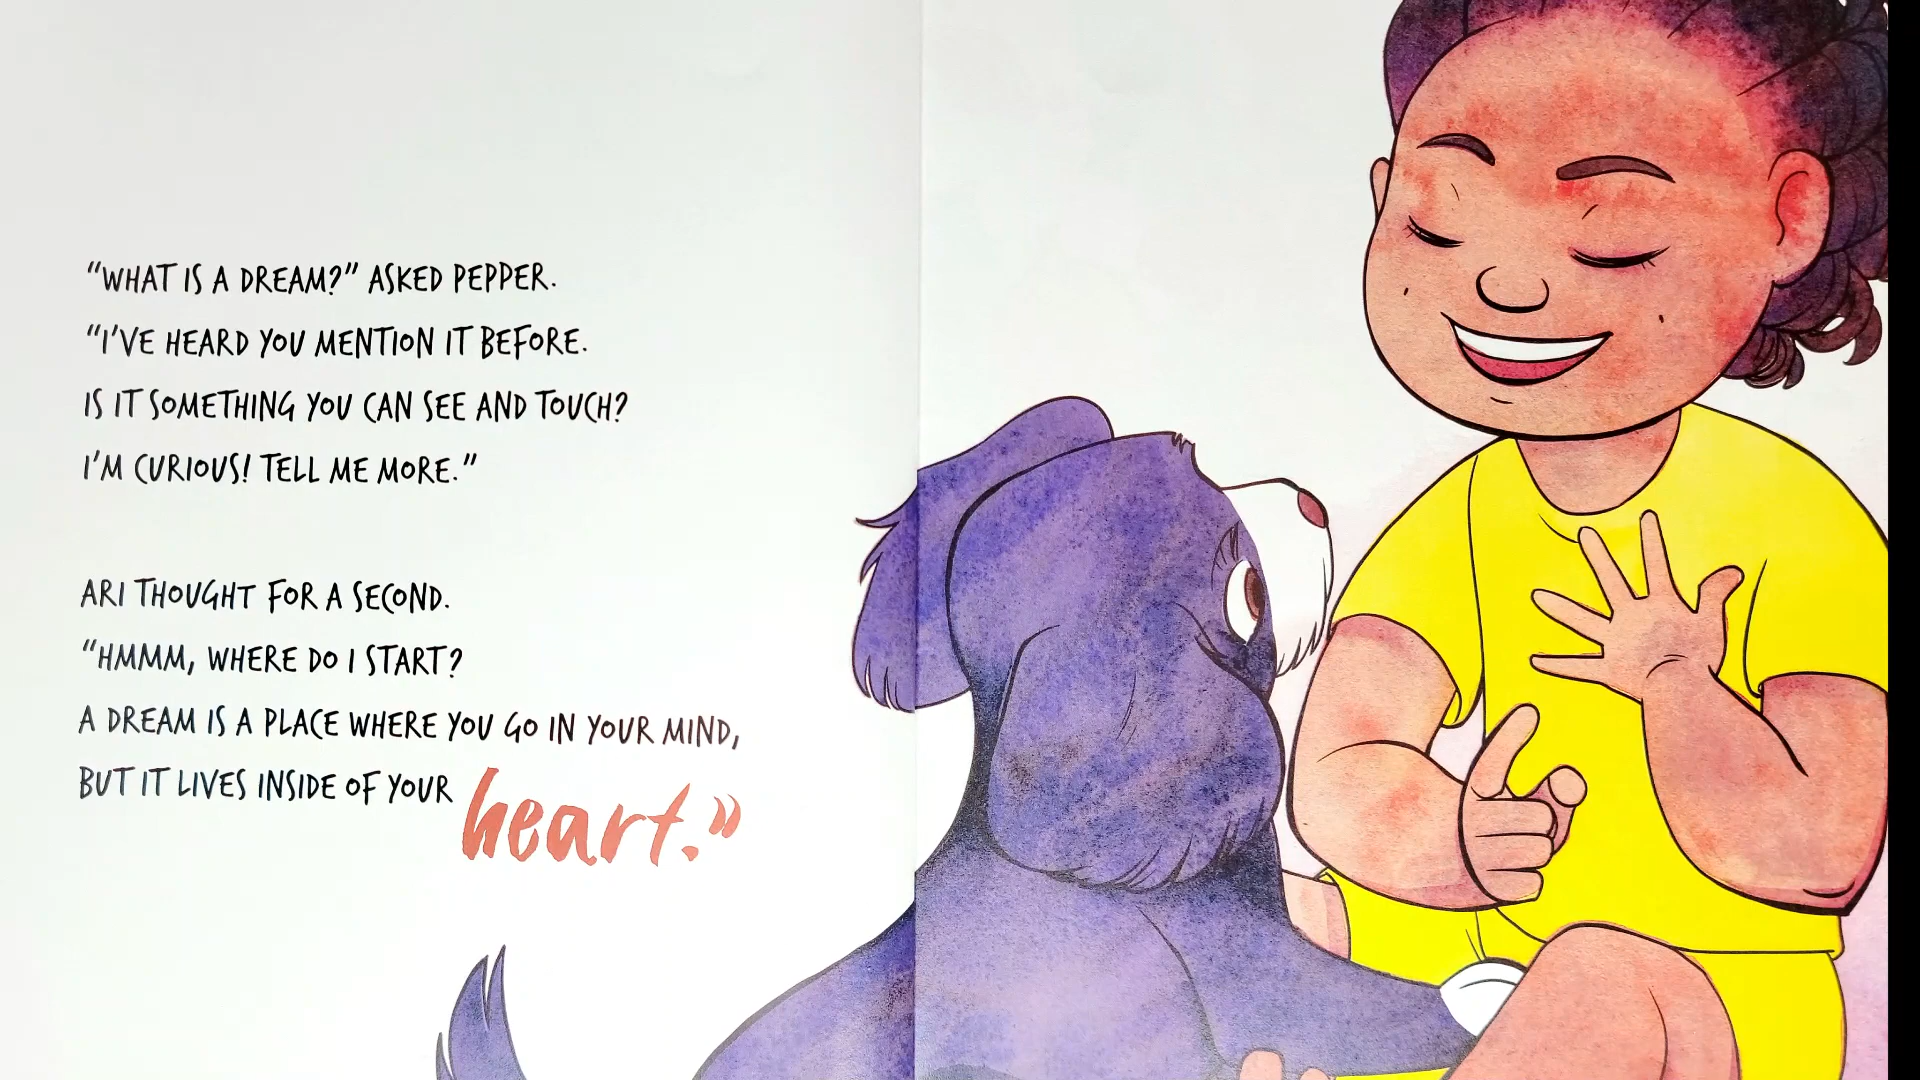 "WHAT IS A DREAM?" ASKED PEPPER.
"I'VE HEARD YOU MENTION IT BEFORE.
IS IT SOMETHING YOU CAN SEE AND TOUCH?
I'M CURIOUS! TELL ME MORE."
ARI THOUGHT FOR A SECOND.
"HMMM, WHERE DO I START?
A DREAM IS A PLACE WHERE YOU GO IN YOUR MIND,
BUT IT LIVES INSIDE OF YOUR heart."